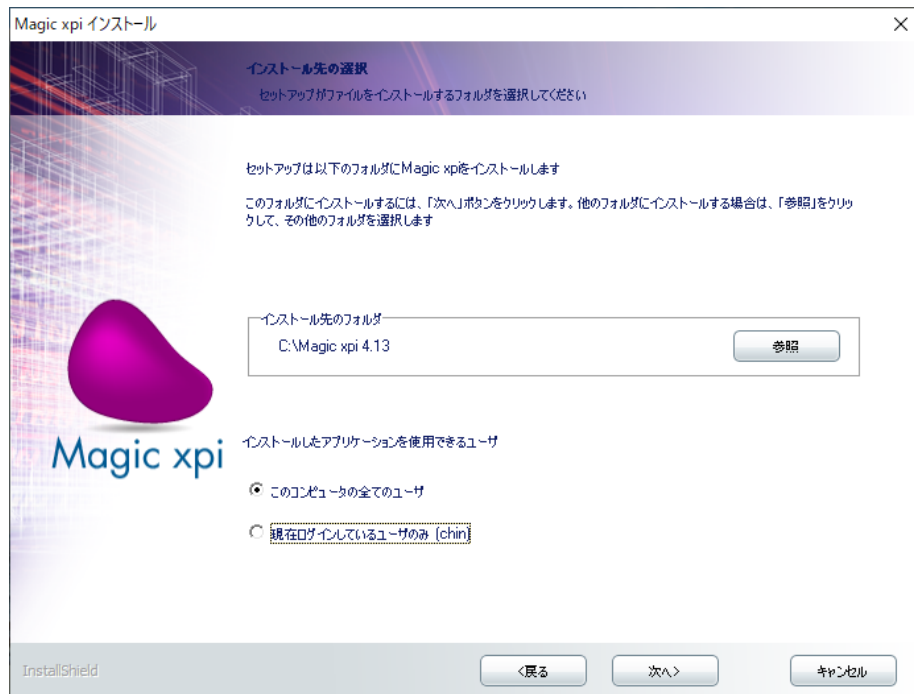 Magic xpi インストール
インストール先の選択
セットアップがファイルをインストールするフォルダを選択してください
セットアップは以下のフォルダにMagic xpiをインストールします
このフォルダにインストールするには、「次へ」ボタンをクリックします。他のフォルダにインストールする場合は、「参照」をクリッ
クして、その他のフォルダを選択します
インストール先のフォルダ
C:\Magic xpi 4.13
参照
Magic xpi
インストールしたアプリケーションを使用できるユーザ
このコンピュータの全てのユーザ
現在ログインしているユーザのみ (chin)
InstallShield
<戻る
次へ>
キャンセル